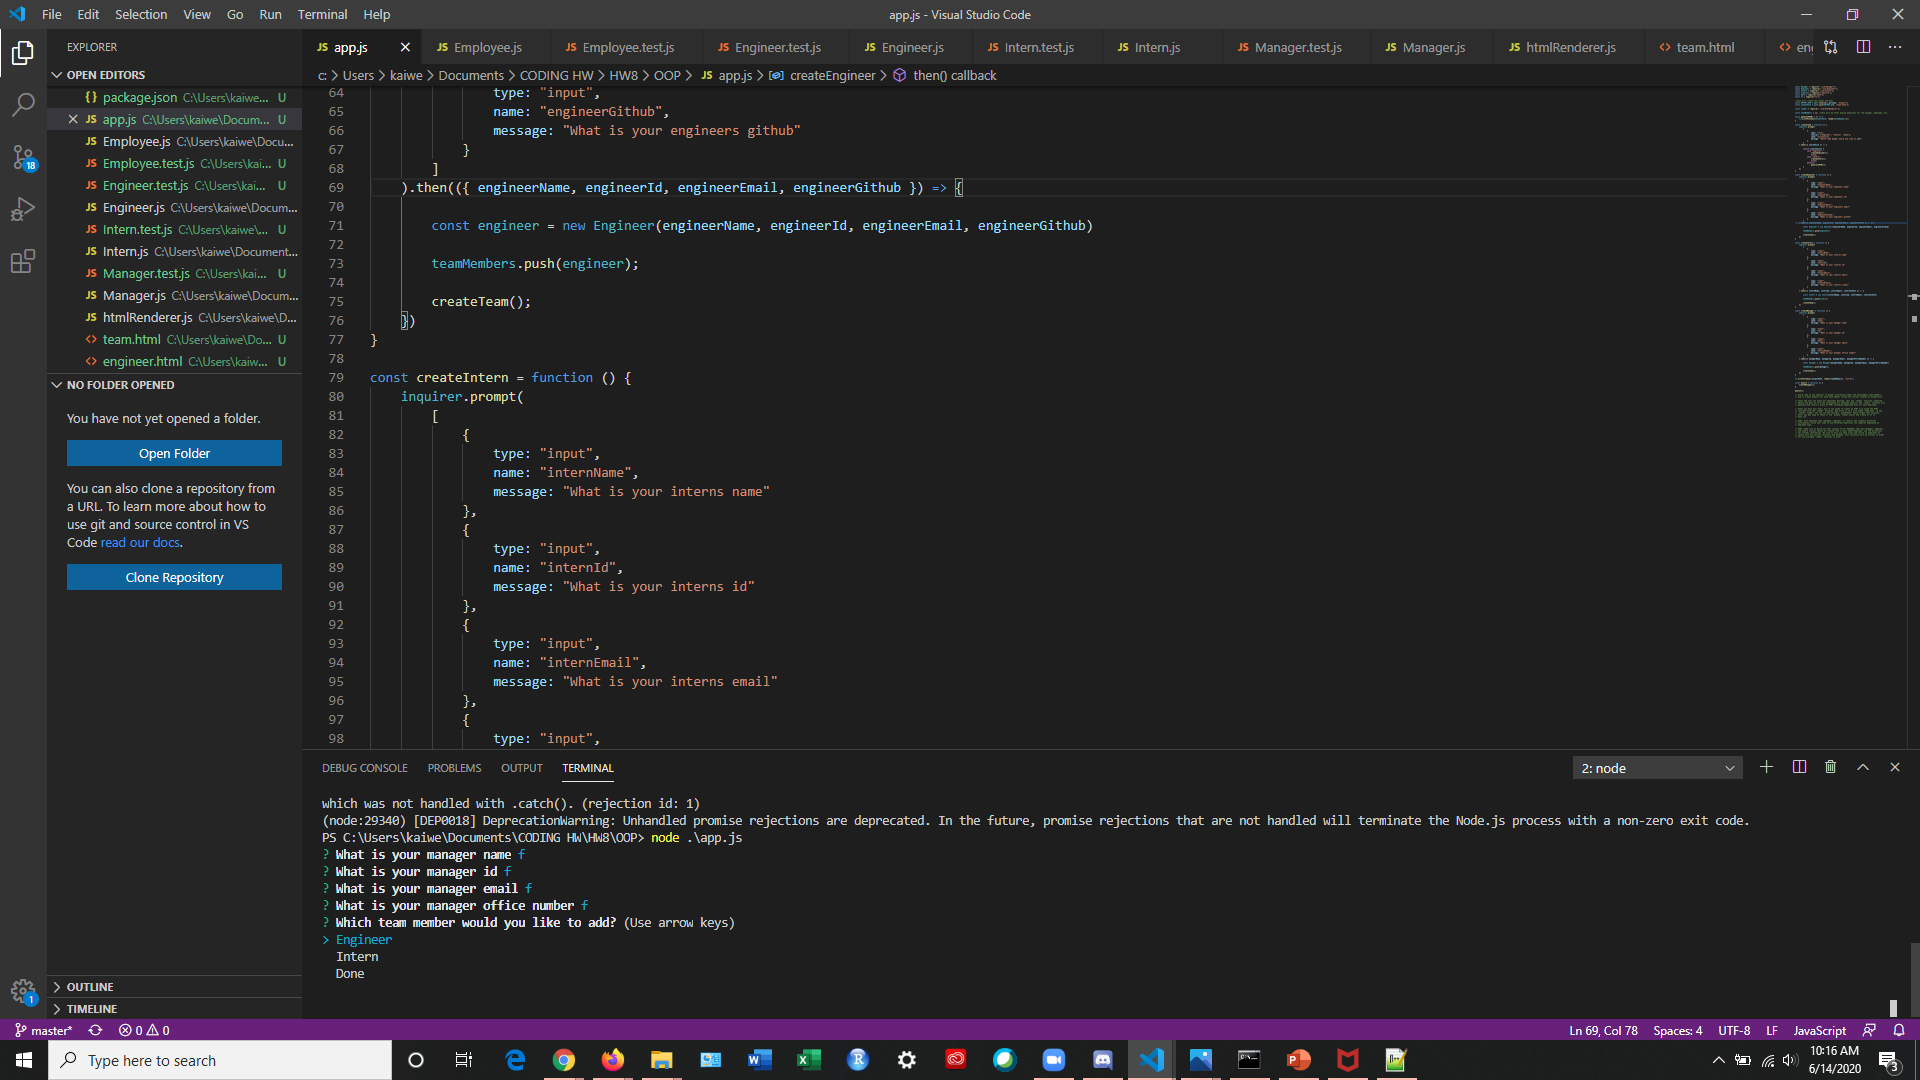 File Edit Selection View Go Run Terminal Help
app.js - Visual Studio Code
EXPLORER
OPEN EDITORS
{} package.json C:\Users\kaiwe... U
JS app.js C:\Users\kaiwe\Docum... U
JS Employee.js C:\Users\kaiwe\Docu...
JS Employee.test.js C:\Users\kai... U
JS Engineer.test.js C:\Users\kai... U
JS Engineer.js C:\Users\kaiwe\Docum...
JS Intern.test.js C:\Users\kaiwe\... U
JS Intern.js C:\Users\kaiwe\Document...
JS Manager.test.js C:\Users\kai... U
JS Manager.js C:\Users\kaiwe\Docum...
JS htmlRenderer.js C:\Users\kaiwe\D...
<> team.html C:\Users\kaiwe\Do... U
<> engineer.html C:\Users\kaiw... U
NO FOLDER OPENED
You have not yet opened a folder.
Open Folder
You can also clone a repository from
a URL. To learn more about how to
use git and source control in VS
Code read our docs.
Clone Repository
OUTLINE
TIMELINE
18
1
JS app.js JS Employee.js JS Employee.test.js JS Engineer.test.js JS Engineer.js JS Intern.test.js JS Intern.js JS Manager.test.js JS Manager.js JS htmlRenderer.js <> team.html <> eng
c: > Users > kaiwe > Documents > CODING HW > HW8 > OOP > JS app.js > createEngineer > then() callback
64 type: "input",
65 name: "engineerGithub",
66 message: "What is your engineers github"
67 }
68 ]
69 ).then(({ engineerName, engineerId, engineerEmail, engineerGithub }) => {
70
71 const engineer = new Engineer(engineerName, engineerId, engineerEmail, engineerGithub)
72
73 teamMembers.push(engineer);
74
75 createTeam();
76 })
77 }
78
79 const createIntern = function () {
80 inquirer.prompt(
81 [
82 {
83 type: "input",
84 name: "internName",
85 message: "What is your interns name"
86 },
87 {
88 type: "input",
89 name: "internId",
90 message: "What is your interns id"
91 },
92 {
93 type: "input",
94 name: "internEmail",
95 message: "What is your interns email"
96 },
97 {
98 type: "input",
DEBUG CONSOLE PROBLEMS OUTPUT TERMINAL
2: node
which was not handled with .catch(). (rejection id: 1)
(node:29340) [DEP0018] DeprecationWarning: Unhandled promise rejections are deprecated. In the future, promise rejections that are not handled will terminate the Node.js process with a non-zero exit code.
PS C:\Users\kaiwe\Documents\CODING HW\HW8\OOP> node .\app.js
? What is your manager name f
? What is your manager id f
? What is your manager email f
? What is your manager office number f
? Which team member would you like to add? (Use arrow keys)
> Engineer
Intern
Done
master* 0 0
Ln 69, Col 78 Spaces: 4 UTF-8 LF JavaScript
Type here to search
10:16 AM
6/14/2020
3